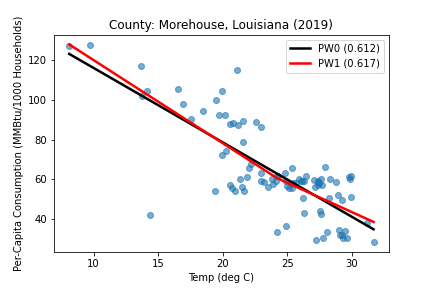 County: Morehouse, Louisiana (2019)
PW0 (0.612)
PW1 (0.617)
Per-Capita Consumption (MMBtu/1000 Households)
120
100
80
60
40
10 15 20 25 30
Temp (deg C)